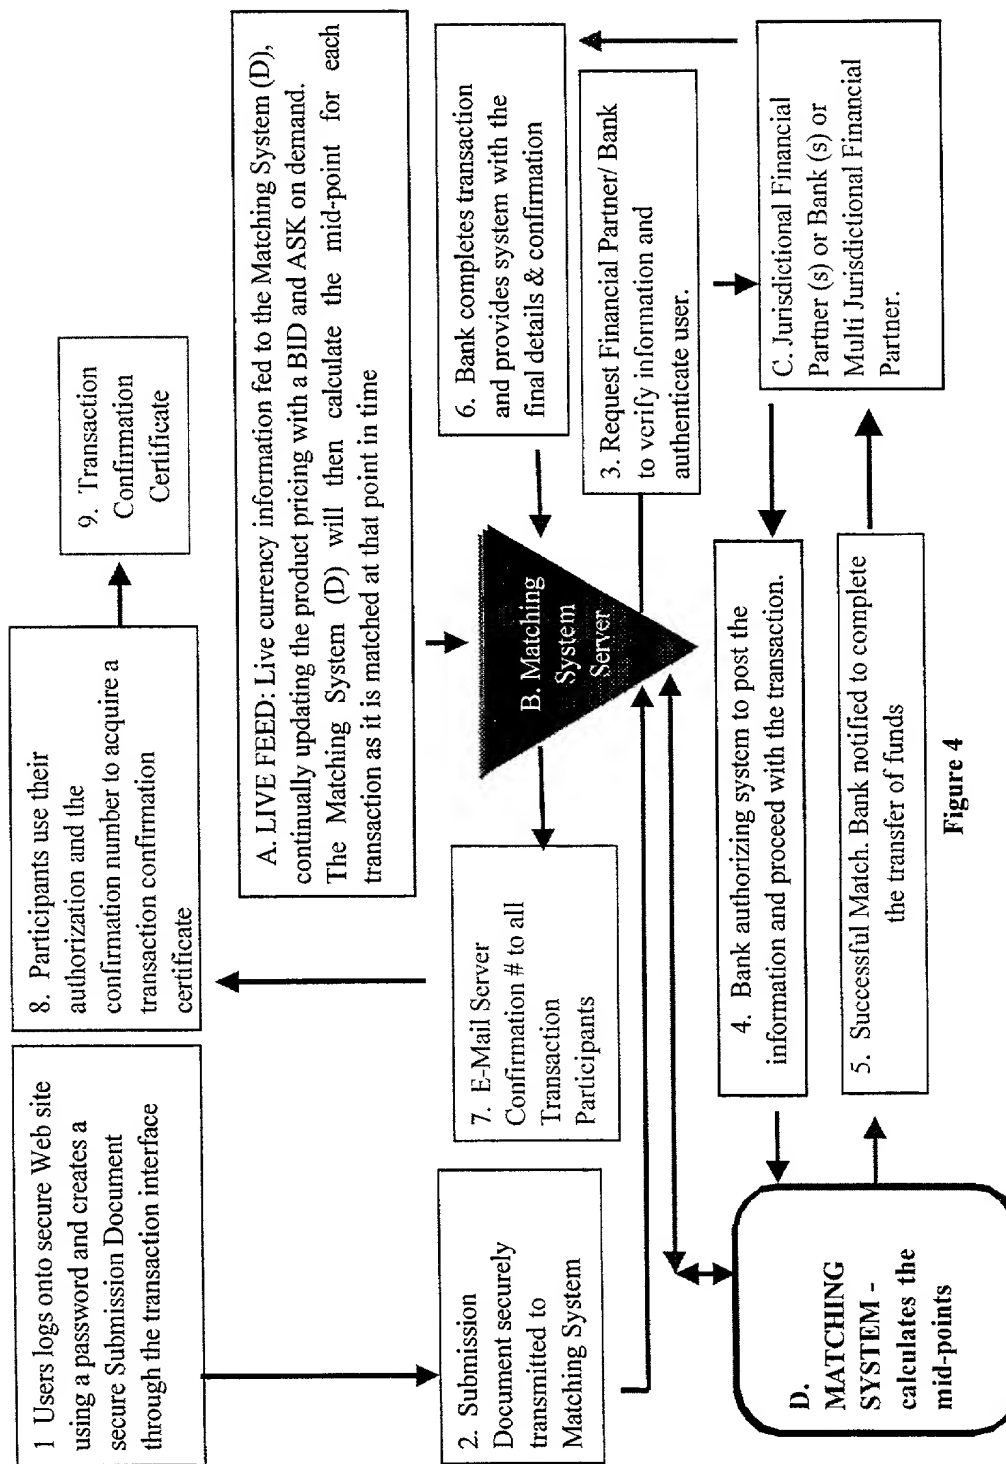 1 Users logs onto secure Web site
using a password and creates a
secure Submission Document
through the transaction interface
8. Participants use their
authorization and the
confirmation number to acquire a
transaction confirmation
certificate
9. Transaction
Confirmation
Certificate
A. LIVE FEED: Live currency information fed to the Matching System (D),
continually updating the product pricing with a BID and ASK on demand.
The Matching System (D) will then calculate the mid-point for each
transaction as it is matched at that point in time
2. Submission
Document securely
transmitted to
Matching System
7. E-Mail Server
Confirmation # to all
Transaction
Participants
B. Matching
System
Server
6. Bank completes transaction
and provides system with the
final details & confirmation
3. Request Financial Partner/ Bank
to verify information and
authenticate user.
D.
MATCHING
SYSTEM -
calculates the
mid-points
4. Bank authorizing system to post the
information and proceed with the transaction.
5. Successful Match. Bank notified to complete
the transfer of funds
C. Jurisdictional Financial
Partner (s) or Bank (s) or
Multi Jurisdictional Financial
Partner.
Figure 4